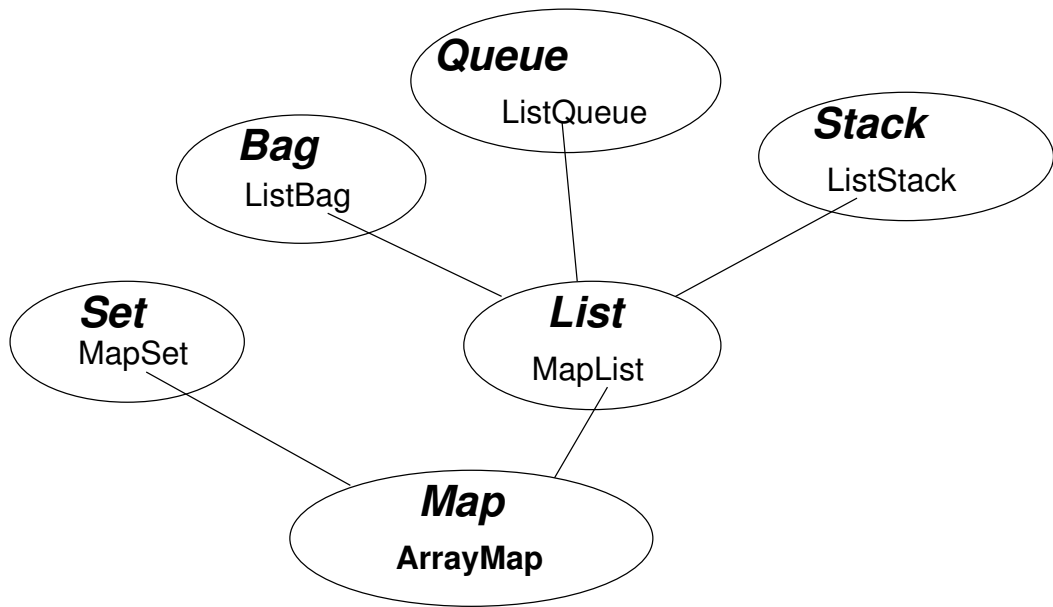 Queue
ListQueue
Stack
ListStack
Bag
ListBag
Set
MapSet
List
MapList
Map
ArrayMap